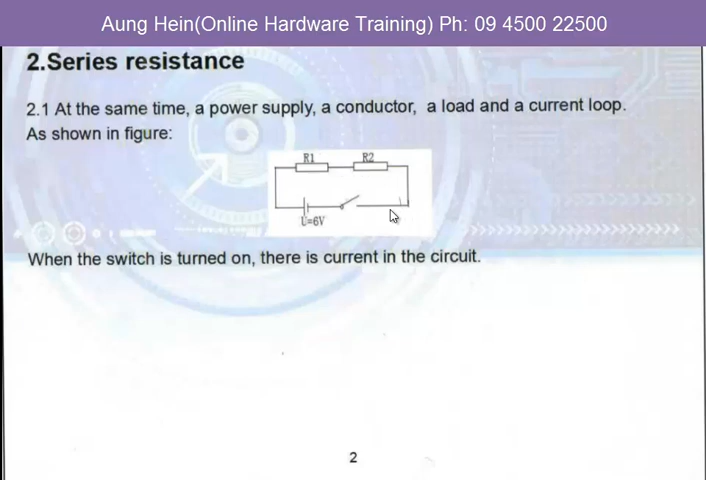 Aung Hein(Online Hardware Training) Ph: 09 4500 22500
2.Series resistance
2.1 At the same time, a power supply, a conductor, a load and a current loop.
As shown in figure:
R1 R2
U=6V
When the switch is turned on, there is current in the circuit.
2